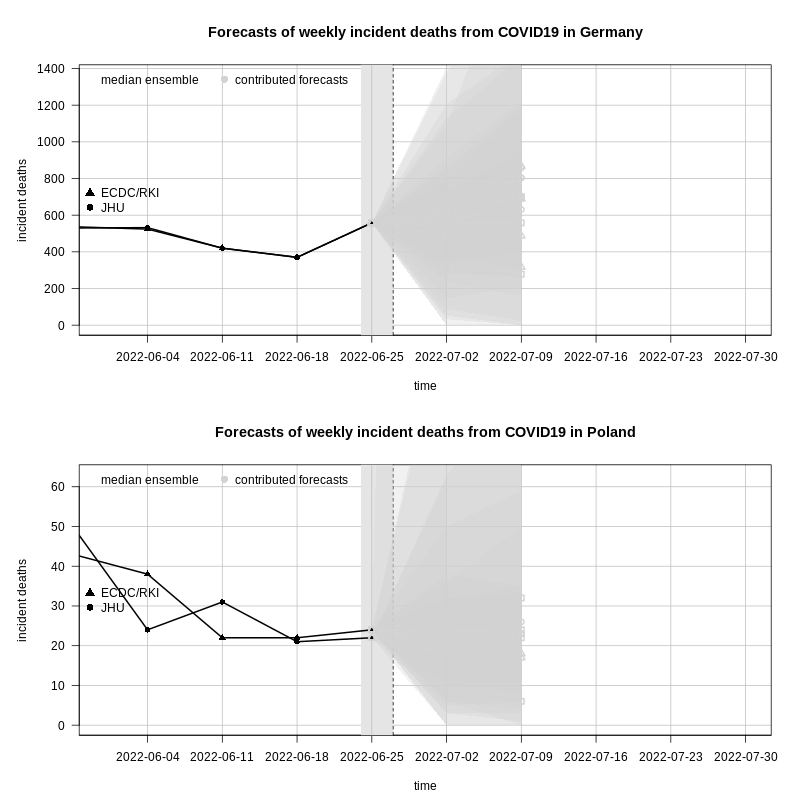 Forecasts of weekly incident deaths from COVID19 in Germany
median ensemble contributed forecasts
ECDC/RKI
JHU
incident deaths
1400
1200
1000
800
600
400
200
0
2022-06-04 2022-06-11 2022-06-18 2022-06-25 2022-07-02 2022-07-09 2022-07-16 2022-07-23 2022-07-30
time
Forecasts of weekly incident deaths from COVID19 in Poland
median ensemble contributed forecasts
ECDC/RKI
JHU
incident deaths
60
50
40
30
20
10
0
2022-06-04 2022-06-11 2022-06-18 2022-06-25 2022-07-02 2022-07-09 2022-07-16 2022-07-23 2022-07-30
time